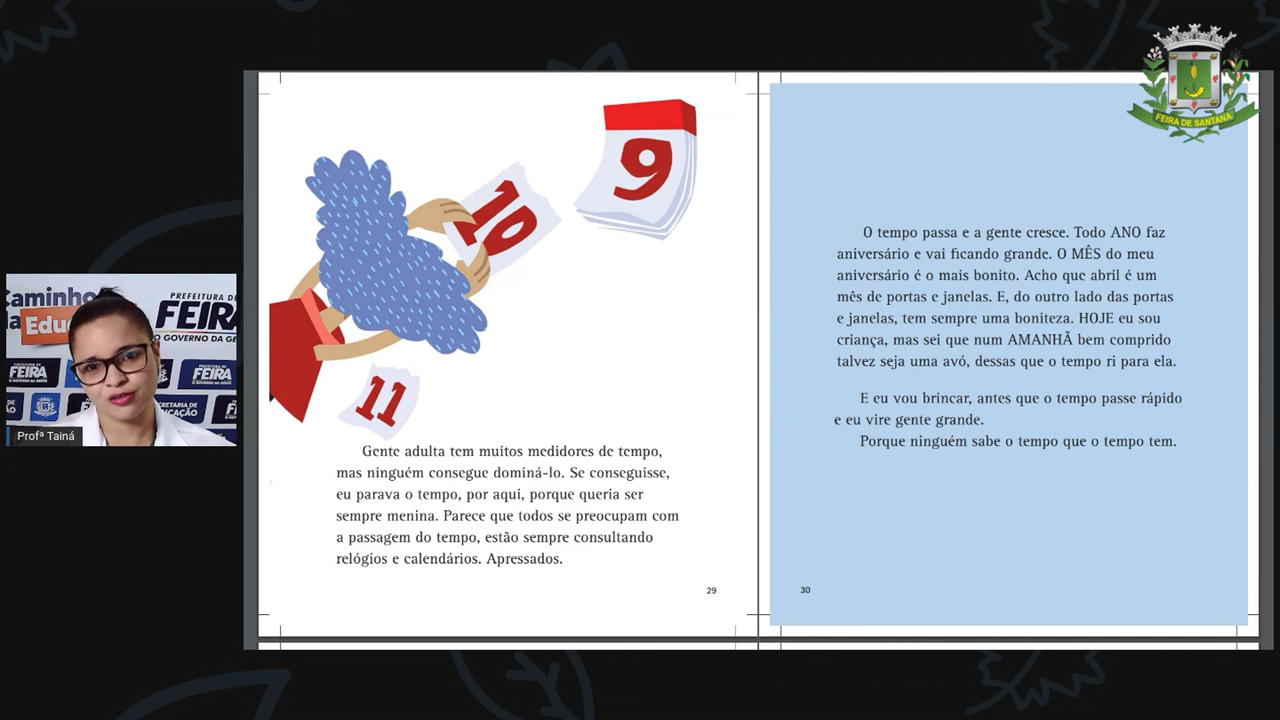 FEIRA DE SANTANA
9
10
11
Gente adulta tem muitos medidores de tempo,
mas ninguém consegue dominá-lo. Se conseguisse,
eu parava o tempo, por aqui, porque queria ser
sempre menina. Parece que todos se preocupam com
a passagem do tempo, estão sempre consultando
relógios e calendários. Apressados.
29
O tempo passa e a gente cresce. Todo ANO faz
aniversário e vai ficando grande. O MÊS do meu
aniversário é o mais bonito. Acho que abril é um
mês de portas e janelas. E, do outro lado das portas
e janelas, tem sempre uma boniteza. HOJE eu sou
criança, mas sei que num AMANHÃ bem comprido
talvez seja uma avó, dessas que o tempo ri para ela.
E eu vou brincar, antes que o tempo passe rápido
e eu vire gente grande.
Porque ninguém sabe o tempo que o tempo tem.
30
Caminho
da
Edu
PREFEITURA DE
FEIRA
O GOVERNO DA GE
FEIRA
FEIRA
Profª Tainá